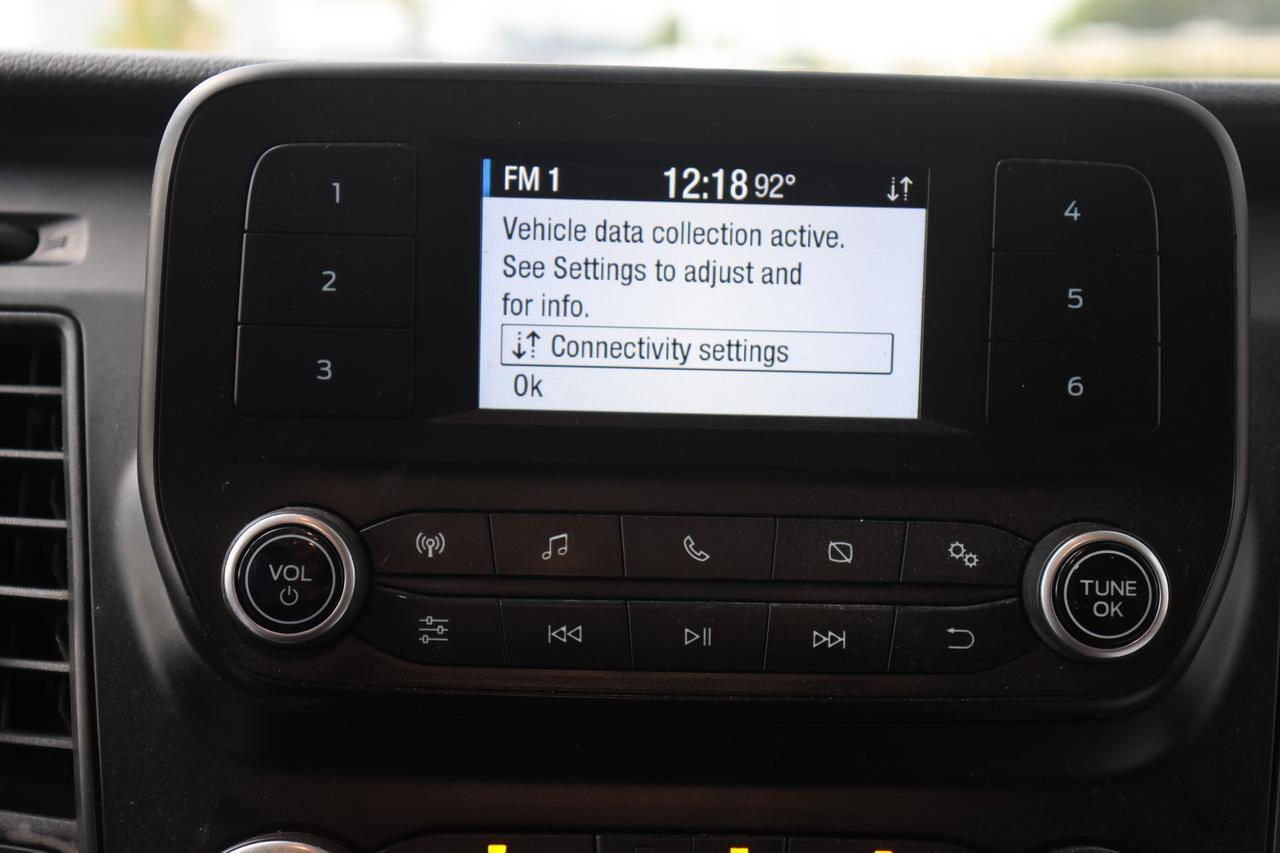 FM 1 12:18 92°
Vehicle data collection active.
See Settings to adjust and
for info.
Connectivity settings
Ok
1
2
3
4
5
6
VOL
TUNE
OK